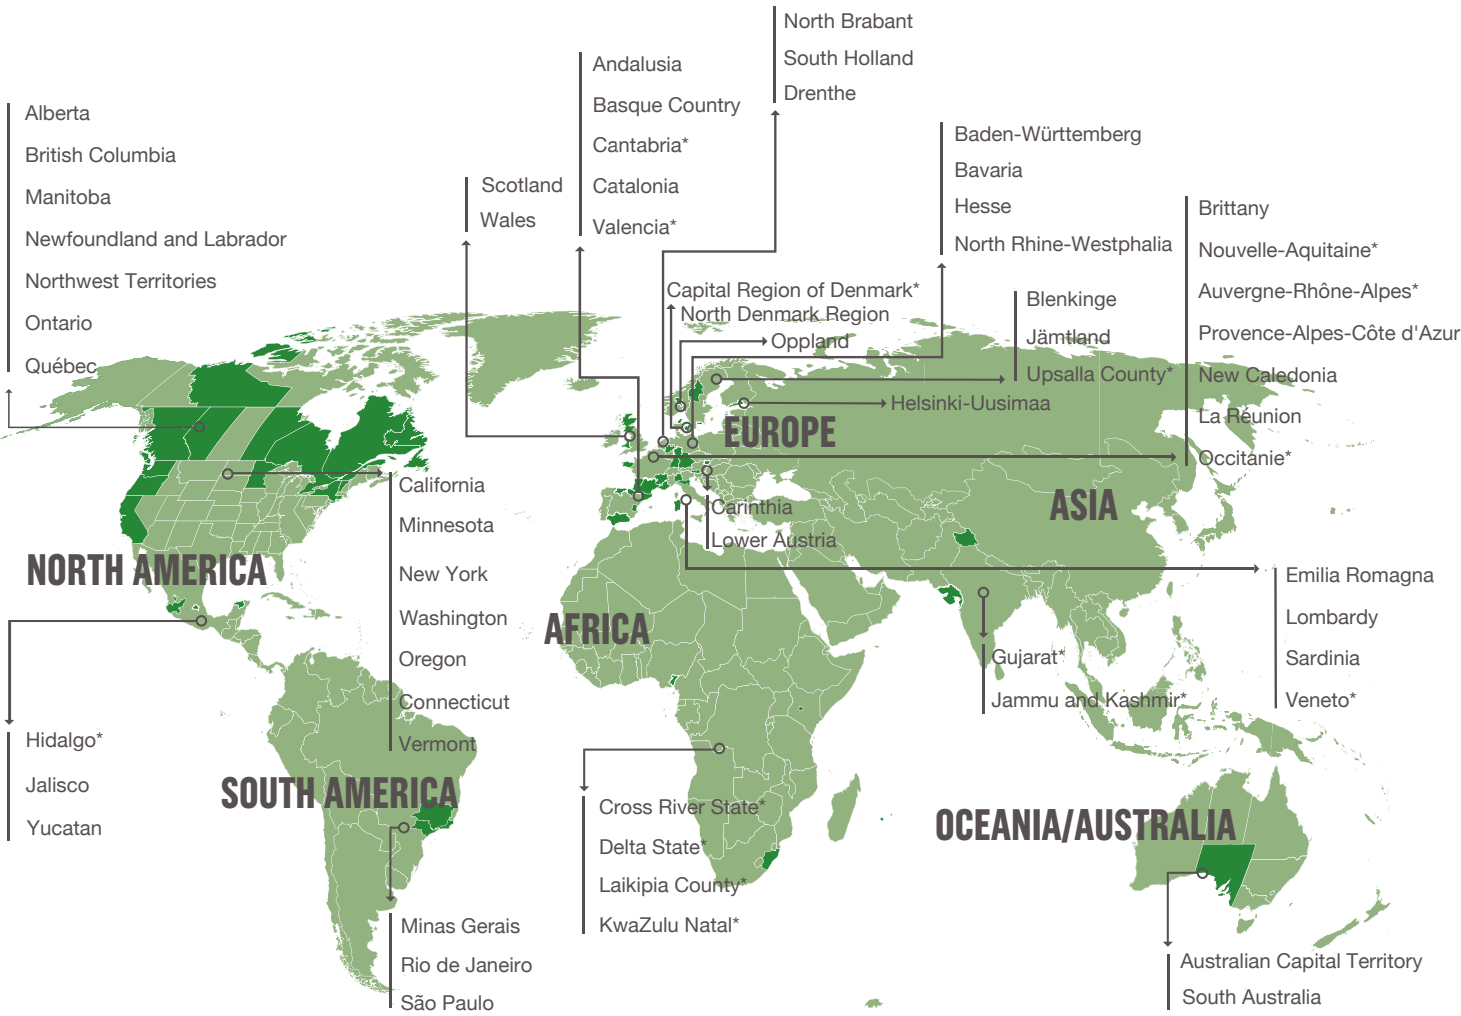 North Brabant
South Holland
Drenthe
Andalusia
Basque Country
Cantabria*
Catalonia
Valencia*
Alberta
British Columbia
Manitoba
Newfoundland and Labrador
Northwest Territories
Ontario
Québec
Scotland
Wales
Baden-Württemberg
Bavaria
Hesse
North Rhine-Westphalia
Brittany
Nouvelle-Aquitaine*
Auvergne-Rhône-Alpes*
Provence-Alpes-Côte d'Azur
New Caledonia
La Réunion
Occitanie*
Capital Region of Denmark*
North Denmark Region
Oppland
Blenkinge
Jämtland
Upsalla County*
Helsinki-Uusimaa
EUROPE
ASIA
Carinthia
Lower Austria
California
Minnesota
New York
Washington
Oregon
Connecticut
Vermont
NORTH AMERICA
AFRICA
Emilia Romagna
Lombardy
Sardinia
Veneto*
Gujarat*
Jammu and Kashmir*
Hidalgo*
Jalisco
Yucatan
SOUTH AMERICA
Cross River State*
Delta State*
Laikipia County*
KwaZulu Natal*
OCEANIA/AUSTRALIA
Minas Gerais
Rio de Janeiro
São Paulo
Australian Capital Territory
South Australia